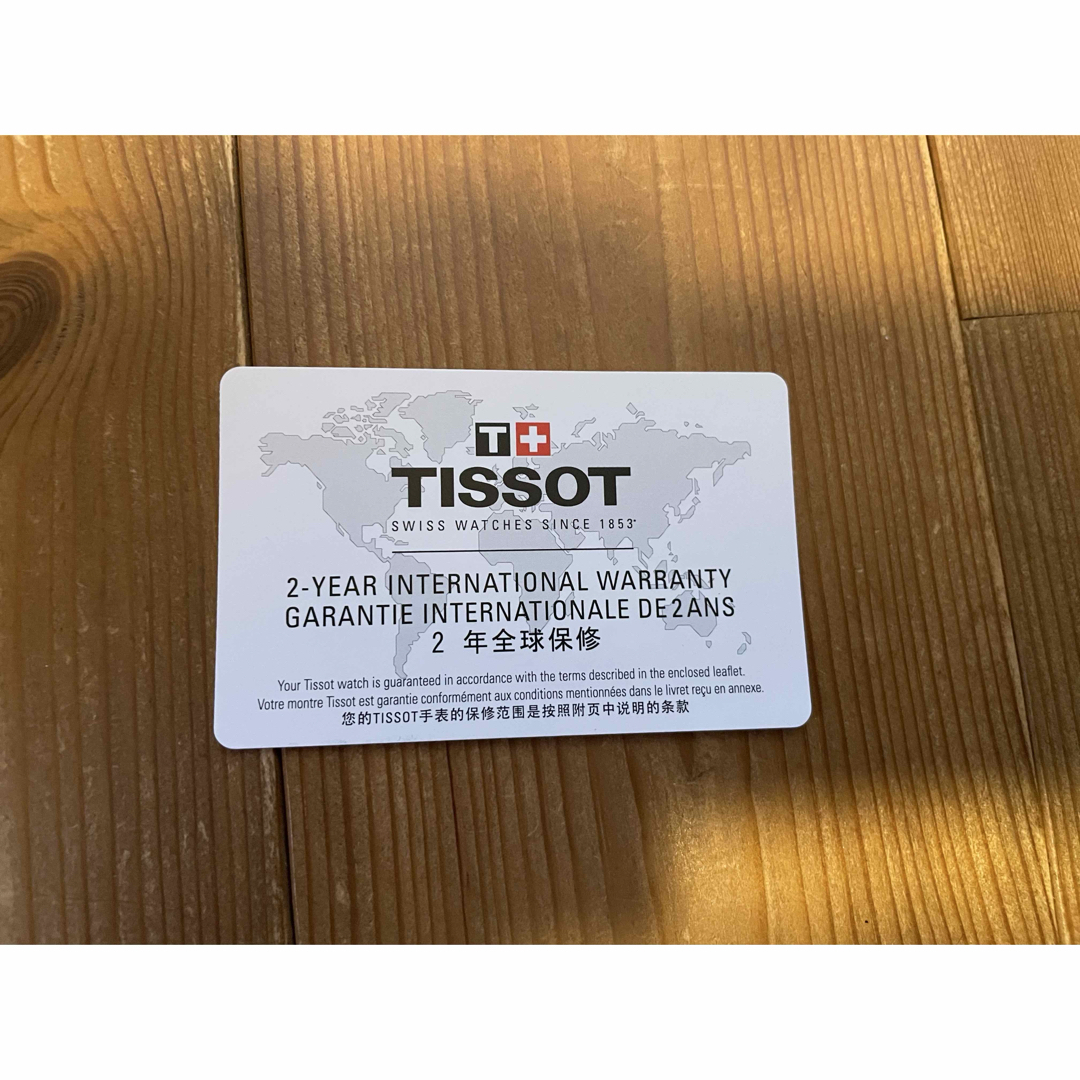 T+
TISSOT
SWISS WATCHES SINCE 1853
2-YEAR INTERNATIONAL WARRANTY
GARANTIE INTERNATIONALE DE 2 ANS
2 年全球保修
Your Tissot watch is guaranteed in accordance with the terms described in the enclosed leaflet.
Votre montre Tissot est garantie conformément aux conditions mentionnées dans le livret reçu en annexe.
您的TISSOT手表的保修范围是按照附页中说明的条款